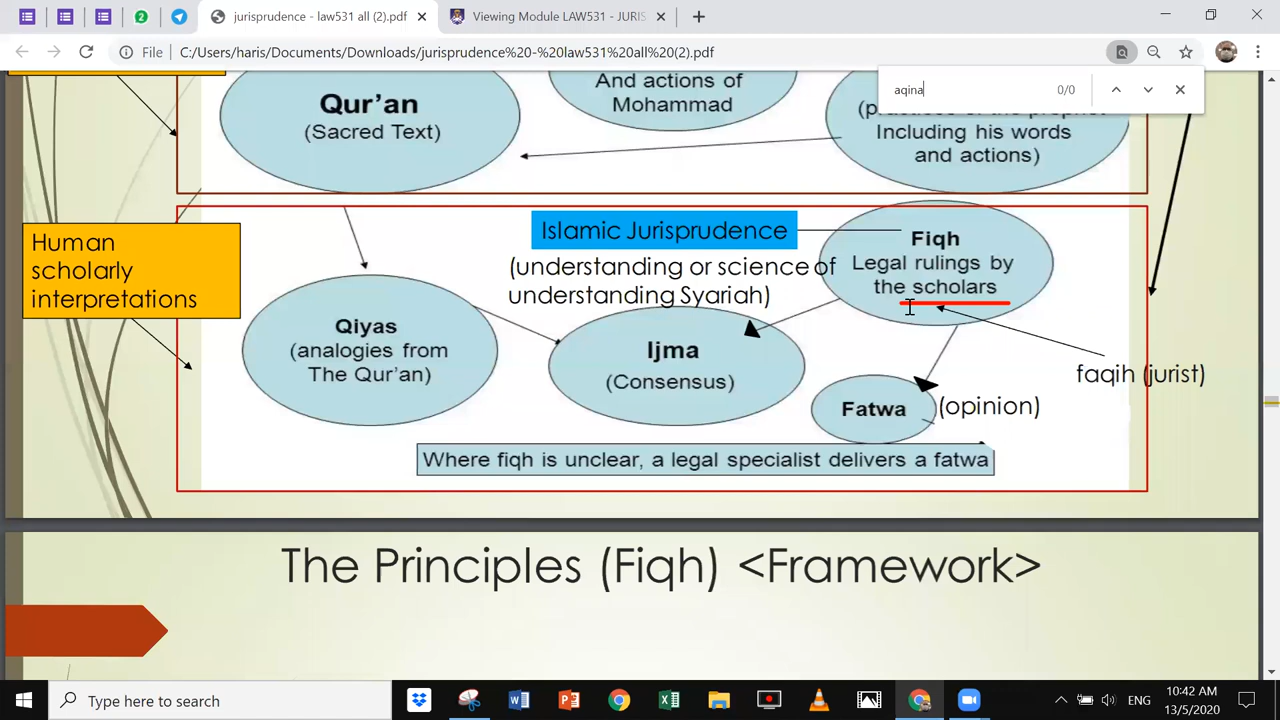 jurisprudence - law531 all (2).pdf
Viewing Module LAW531 - JURIS
File
C:/Users/haris/Documents/Downloads/jurisprudence%20-%20law531%20all%20(2).pdf
aqina
0/0
Qur’an
(Sacred Text)
And actions of
Mohammad
Including his words
and actions)
Human
scholarly
interpretations
Islamic Jurisprudence
(understanding or science of
understanding Syariah)
Fiqh
Legal rulings by
the scholars
Qiyas
(analogies from
The Qur’an)
Ijma
(Consensus)
faqih (jurist)
Fatwa
(opinion)
Where fiqh is unclear, a legal specialist delivers a fatwa
The Principles (Fiqh) <Framework>
Type here to search
ENG
10:42 AM
13/5/2020